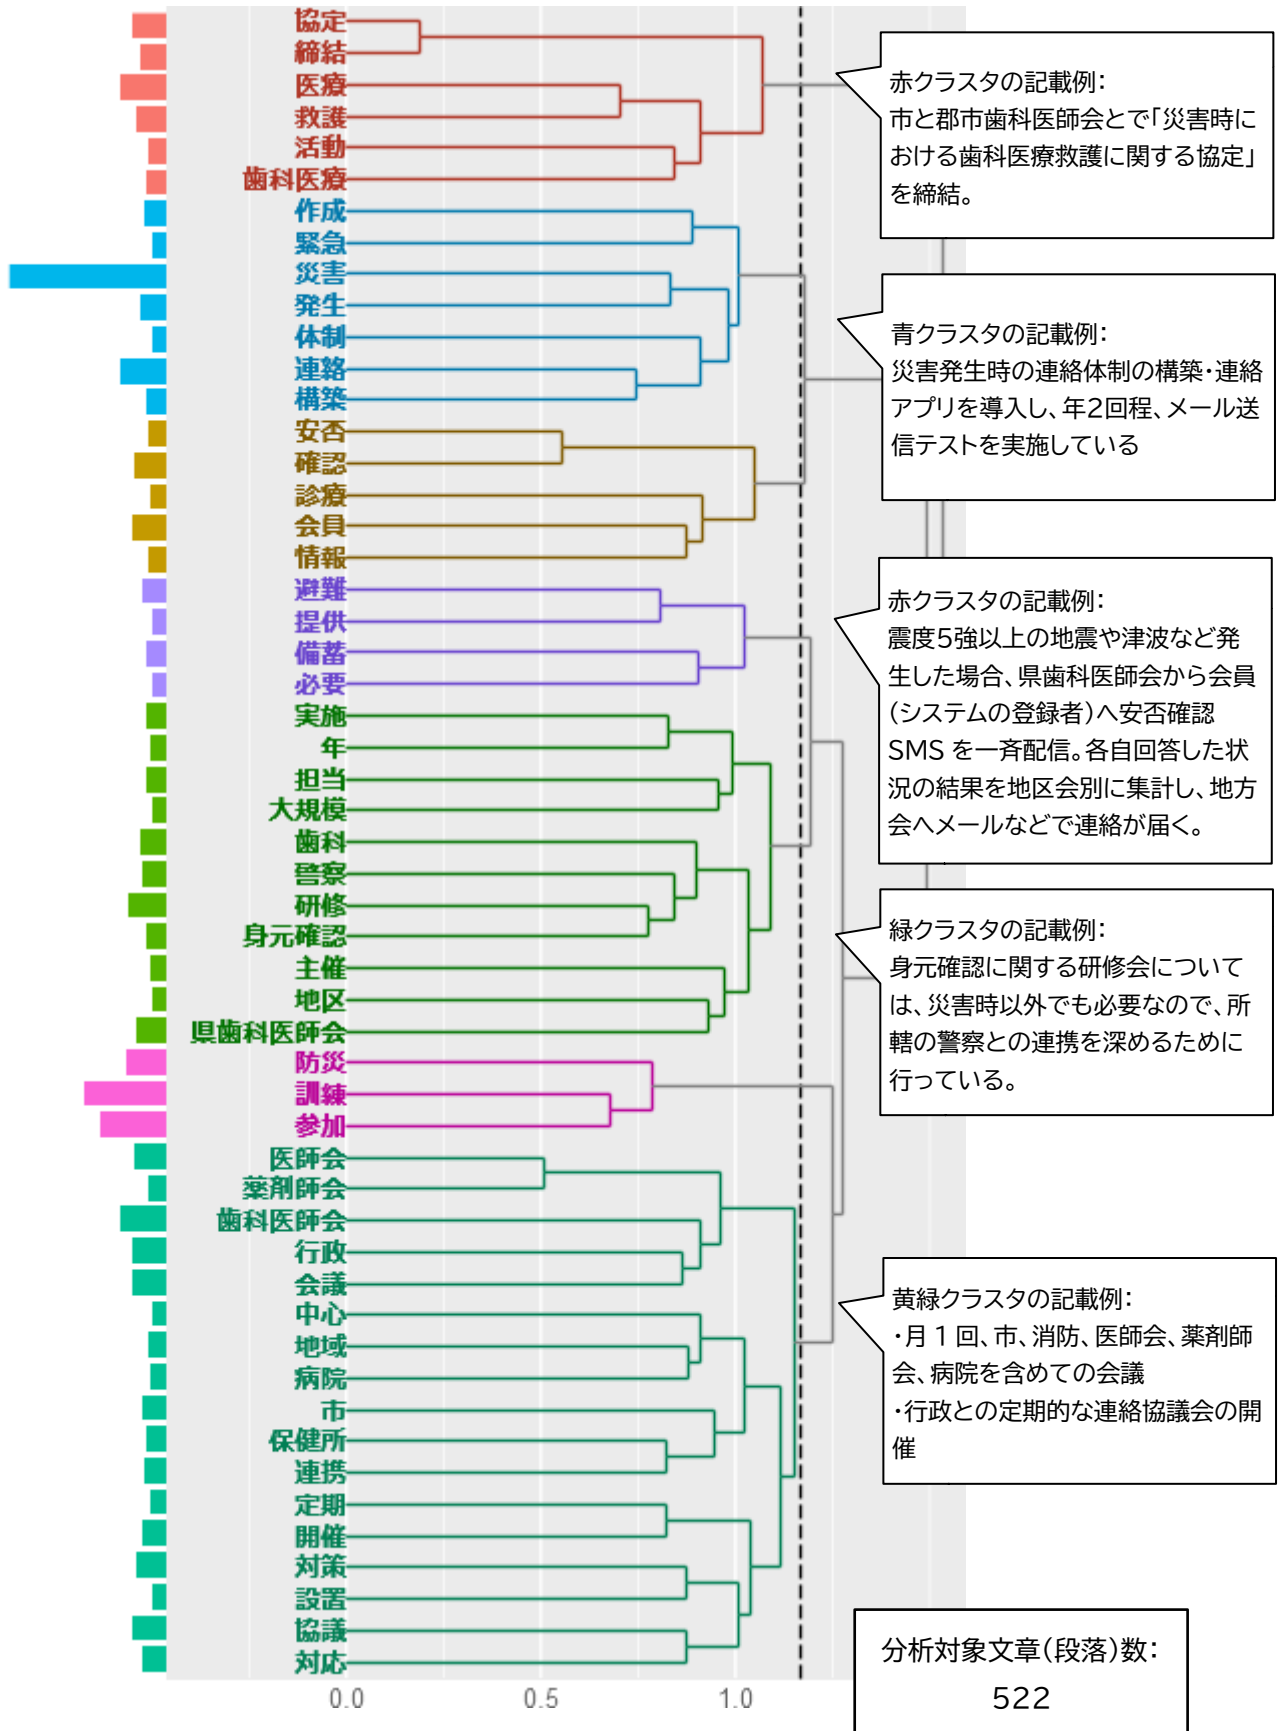 協定
締結
医療
救護
活動
歯科医療
作成
緊急
災害
発生
体制
連絡
構築
安否
確認
診療
会員
情報
避難
提供
備蓄
必要
実施
年
担当
大規模
歯科
警察
研修
身元確認
主催
地区
県歯科医師会
防災
訓練
参加
医師会
薬剤師会
歯科医師会
行政
会議
中心
地域
病院
市
保健所
連携
定期
開催
対策
設置
協議
対応
0.0 0.5 1.0
赤クラスタの記載例：
市と郡市歯科医師会とで「災害時に
おける歯科医療救護に関する協定」
を締結。
青クラスタの記載例：
災害発生時の連絡体制の構築・連絡
アプリを導入し、年2回程、メール送
信テストを実施している
赤クラスタの記載例：
震度5強以上の地震や津波など発
生した場合、県歯科医師会から会員
（システムの登録者）へ安否確認
SMS を一斉配信。各自回答した状
況の結果を地区会別に集計し、地方
会へメールなどで連絡が届く。
緑クラスタの記載例：
身元確認に関する研修会について
は、災害時以外でも必要なので、所
轄の警察との連携を深めるために
行っている。
黄緑クラスタの記載例：
・月 1 回、市、消防、医師会、薬剤師
会、病院を含めての会議
・行政との定期的な連絡協議会の開
催
分析対象文章（段落）数：
522